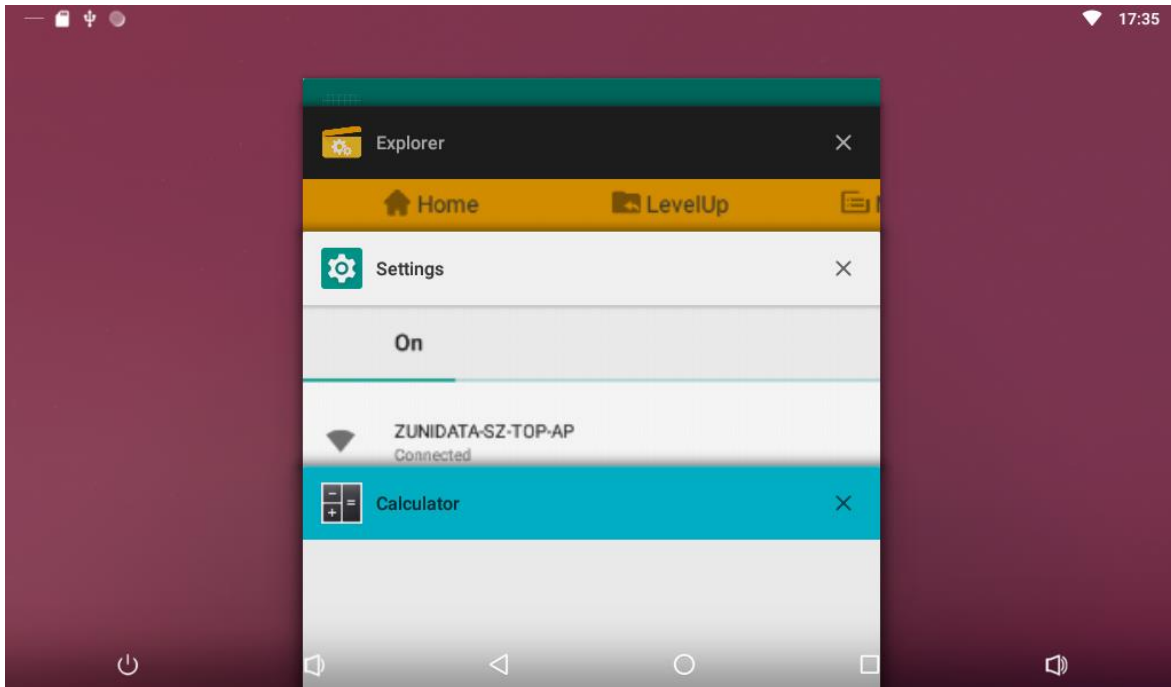 17:35
Explorer
Home LevelUp
Settings
On
ZUNIDATA-SZ-TOP-AP
Connected
Calculator